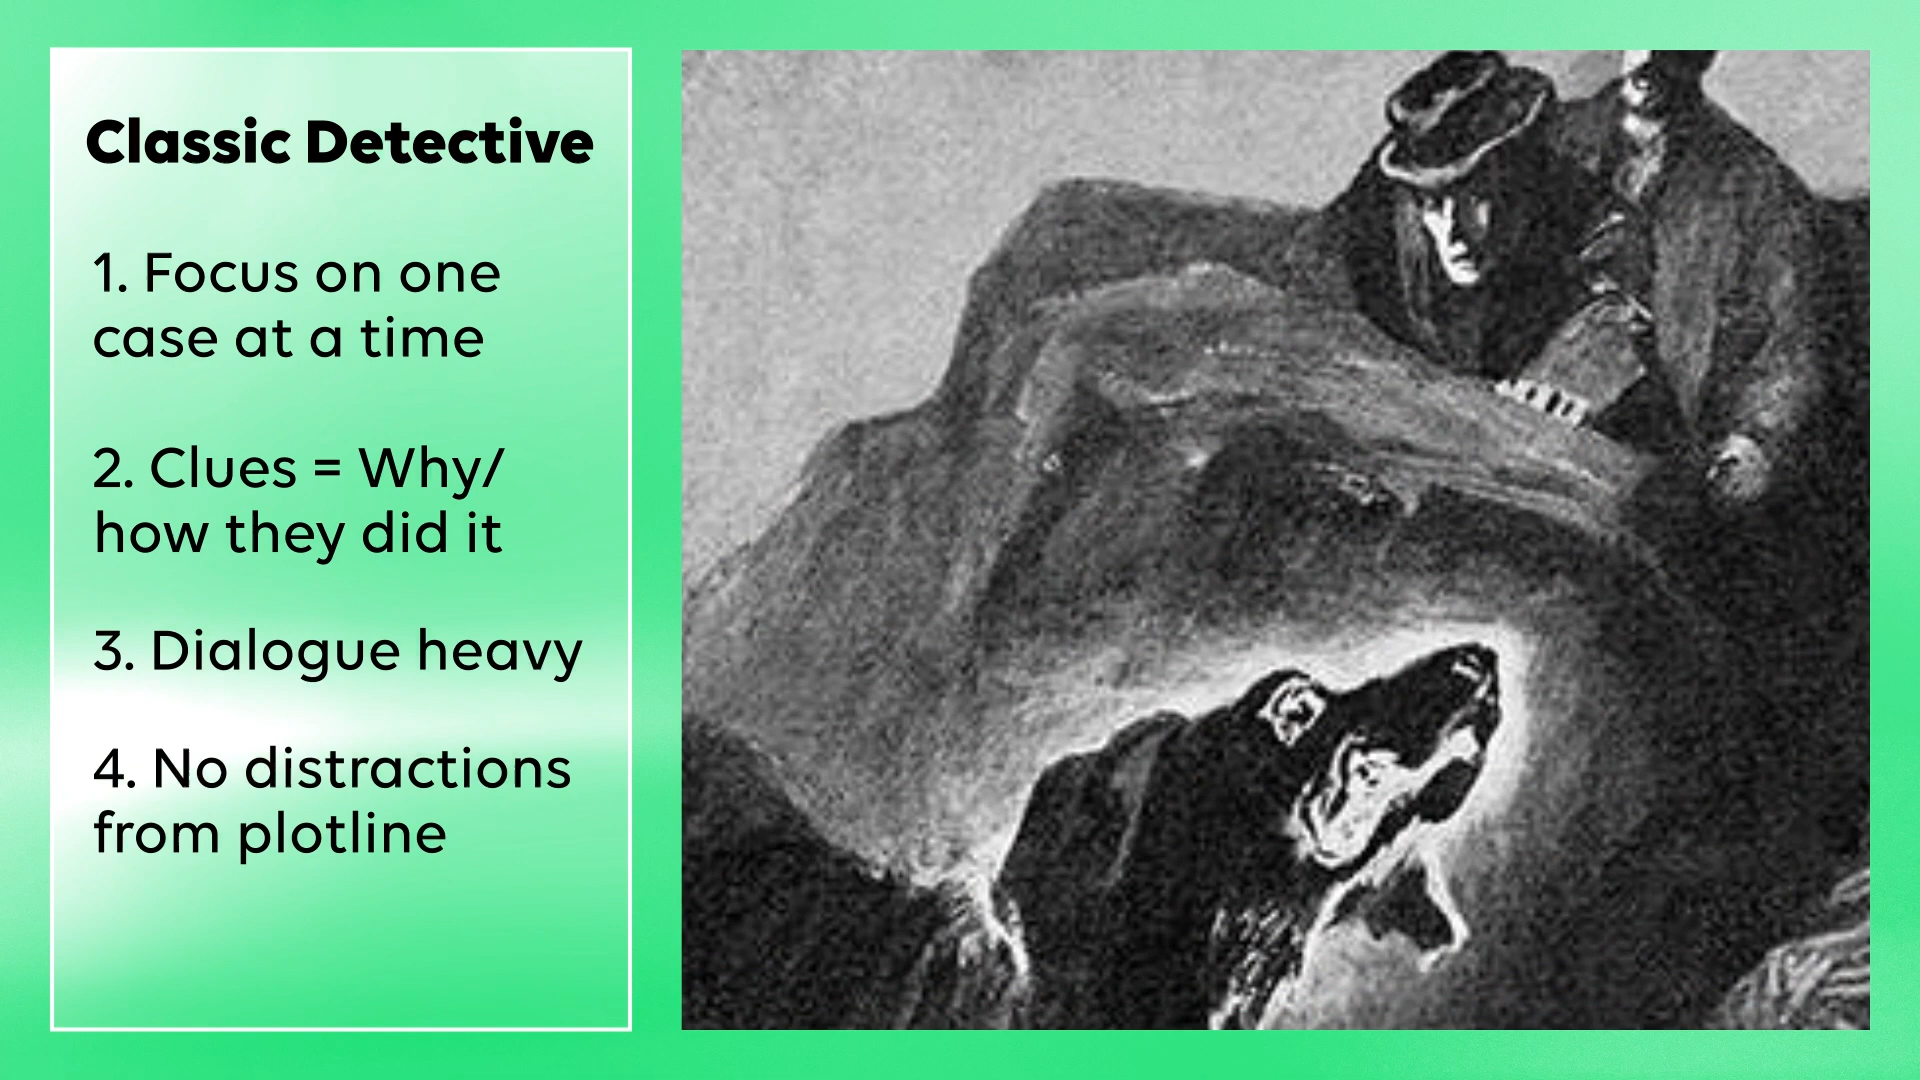 Classic Detective
1. Focus on one
case at a time
2. Clues = Why/
how they did it
3. Dialogue heavy
4. No distractions
from plotline